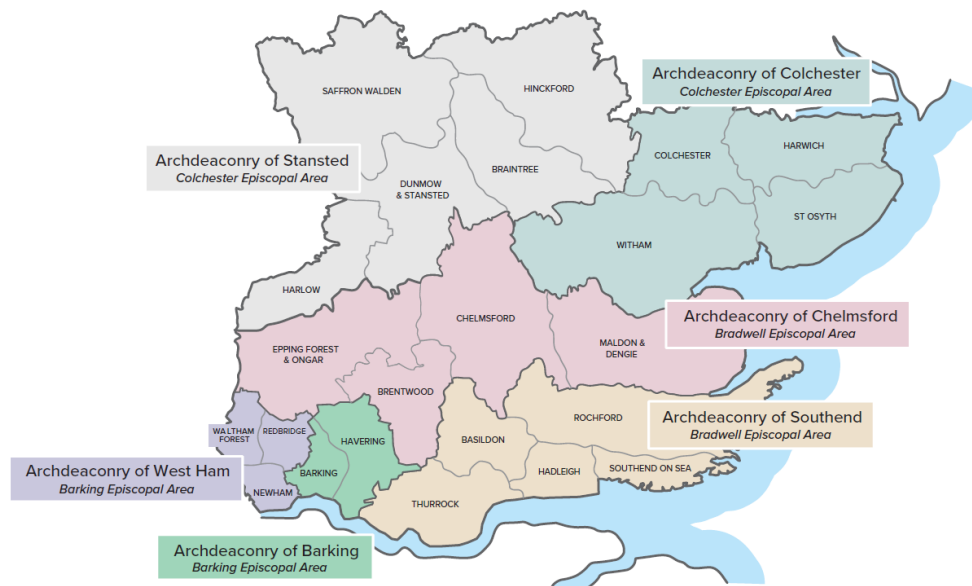 SAFFRON WALDEN
HINCKFORD
Archdeaconry of Colchester
Colchester Episcopal Area
COLCHESTER
HARWICH
Archdeaconry of Stansted
Colchester Episcopal Area
BRAINTREE
DUNMOW
& STANSTED
ST OSYTH
WITHAM
HARLOW
CHELMSFORD
Archdeaconry of Chelmsford
Bradwell Episcopal Area
EPPING FOREST
& ONGAR
MALDON &
DENGIE
BRENTWOOD
ROCHFORD
Archdeaconry of Southend
Bradwell Episcopal Area
WALTHAM
FOREST
REDBRIDGE
HAVERING
BASILDON
Archdeaconry of West Ham
Barking Episcopal Area
BARKING
HADLEIGH
SOUTHEND ON SEA
NEWHAM
THURROCK
Archdeaconry of Barking
Barking Episcopal Area